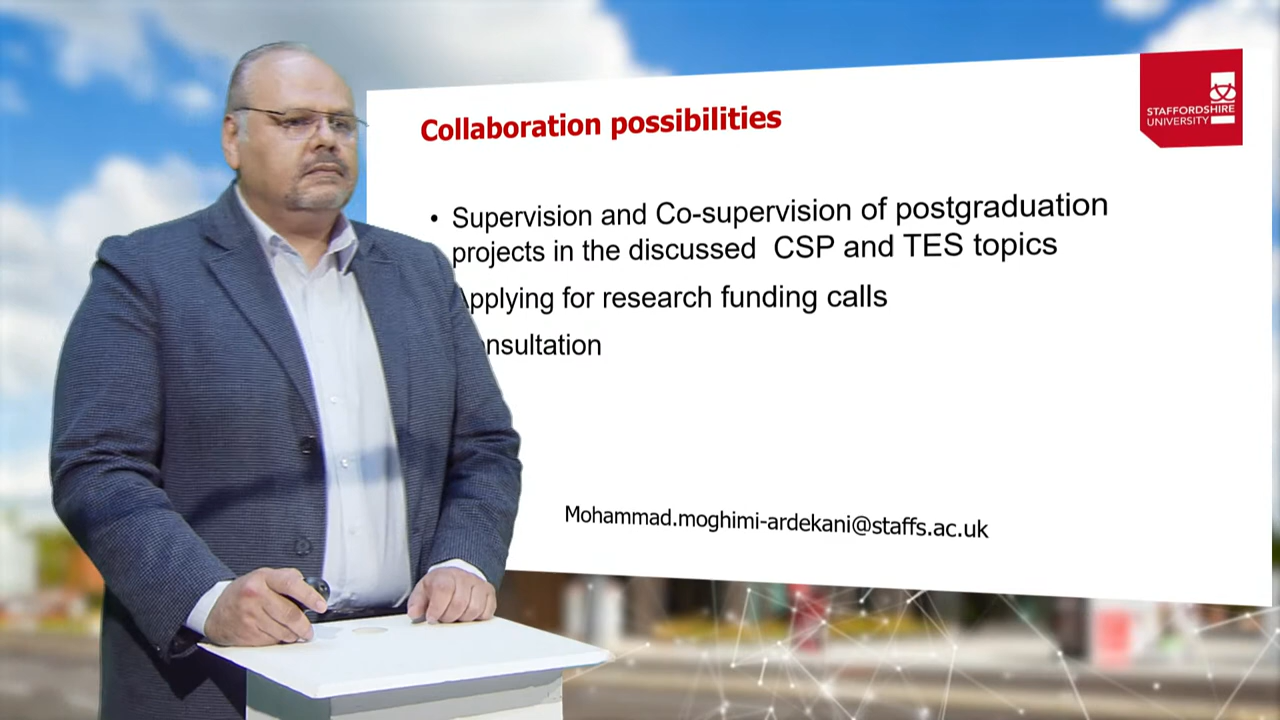 Collaboration possibilities
STAFFORDSHIRE
UNIVERSITY
• Supervision and Co-supervision of postgraduation
projects in the discussed CSP and TES topics
pplying for research funding calls
nsultation
Mohammad.moghimi-ardekani@staffs.ac.uk